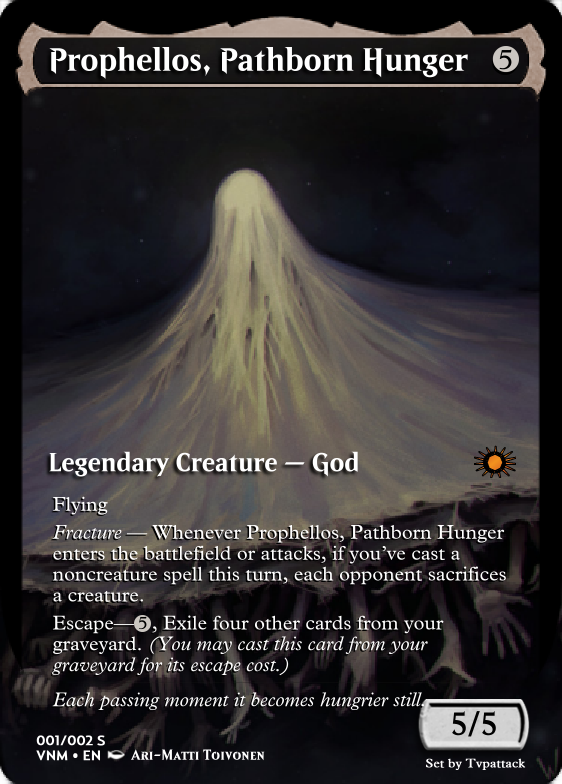 Prophellos, Pathborn Hunger 5
Legendary Creature — God
Flying
Fracture — Whenever Prophellos, Pathborn Hunger
enters the battlefield or attacks, if you've cast a
noncreature spell this turn, each opponent sacrifices
a creature.
Escape—5, Exile four other cards from your
graveyard. (You may cast this card from your
graveyard for its escape cost.)
Each passing moment it becomes hungrier still.
5/5
001/002 S
VNM • EN Ari-Matti Toivonen
Set by Tvpattack